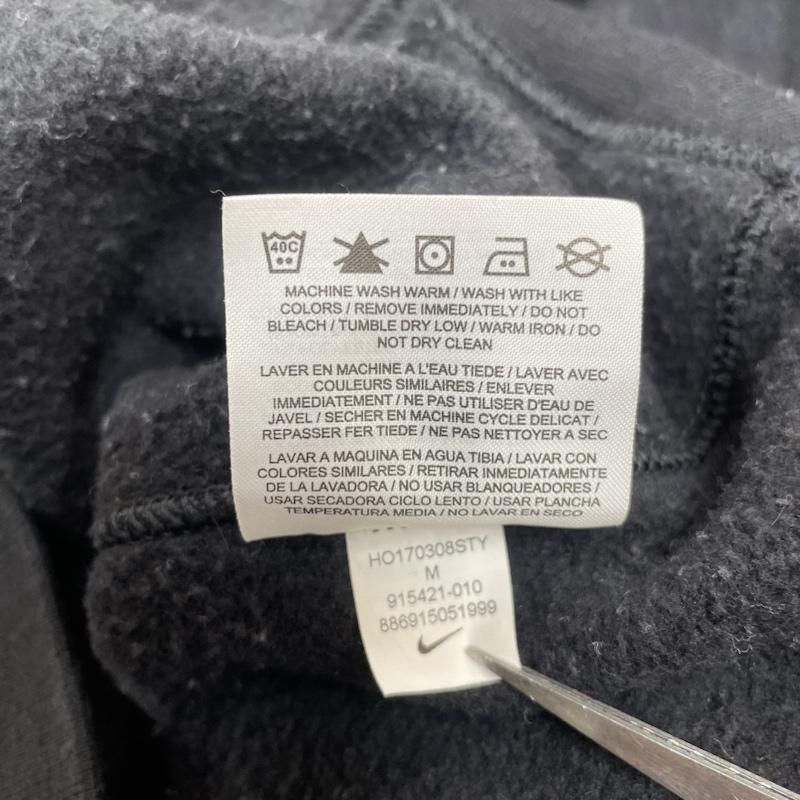 40C
MACHINE WASH WARM / WASH WITH LIKE
COLORS / REMOVE IMMEDIATELY / DO NOT
BLEACH / TUMBLE DRY LOW / WARM IRON / DO
NOT DRY CLEAN
LAVER EN MACHINE A L'EAU TIEDE / LAVER AVEC
COULEURS SIMILAIRES / ENLEVER
IMMEDIATEMENT / NE PAS UTILISER D'EAU DE
JAVEL / SECHER EN MACHINE CYCLE DELICAT /
REPASSER FER TIEDE / NE PAS NETTOYER A SEC
LAVAR A MAQUINA EN AGUA TIBIA / LAVAR CON
COLORES SIMILARES / RETIRAR INMEDIATAMENTE
DE LA LAVADORA / NO USAR BLANQUEADORES /
USAR SECADORA CICLO LENTO / USAR PLANCHA
TEMPERATURA MEDIA / NO LAVAR EN SECO
HO170308STY
M
915421-010
886915051999